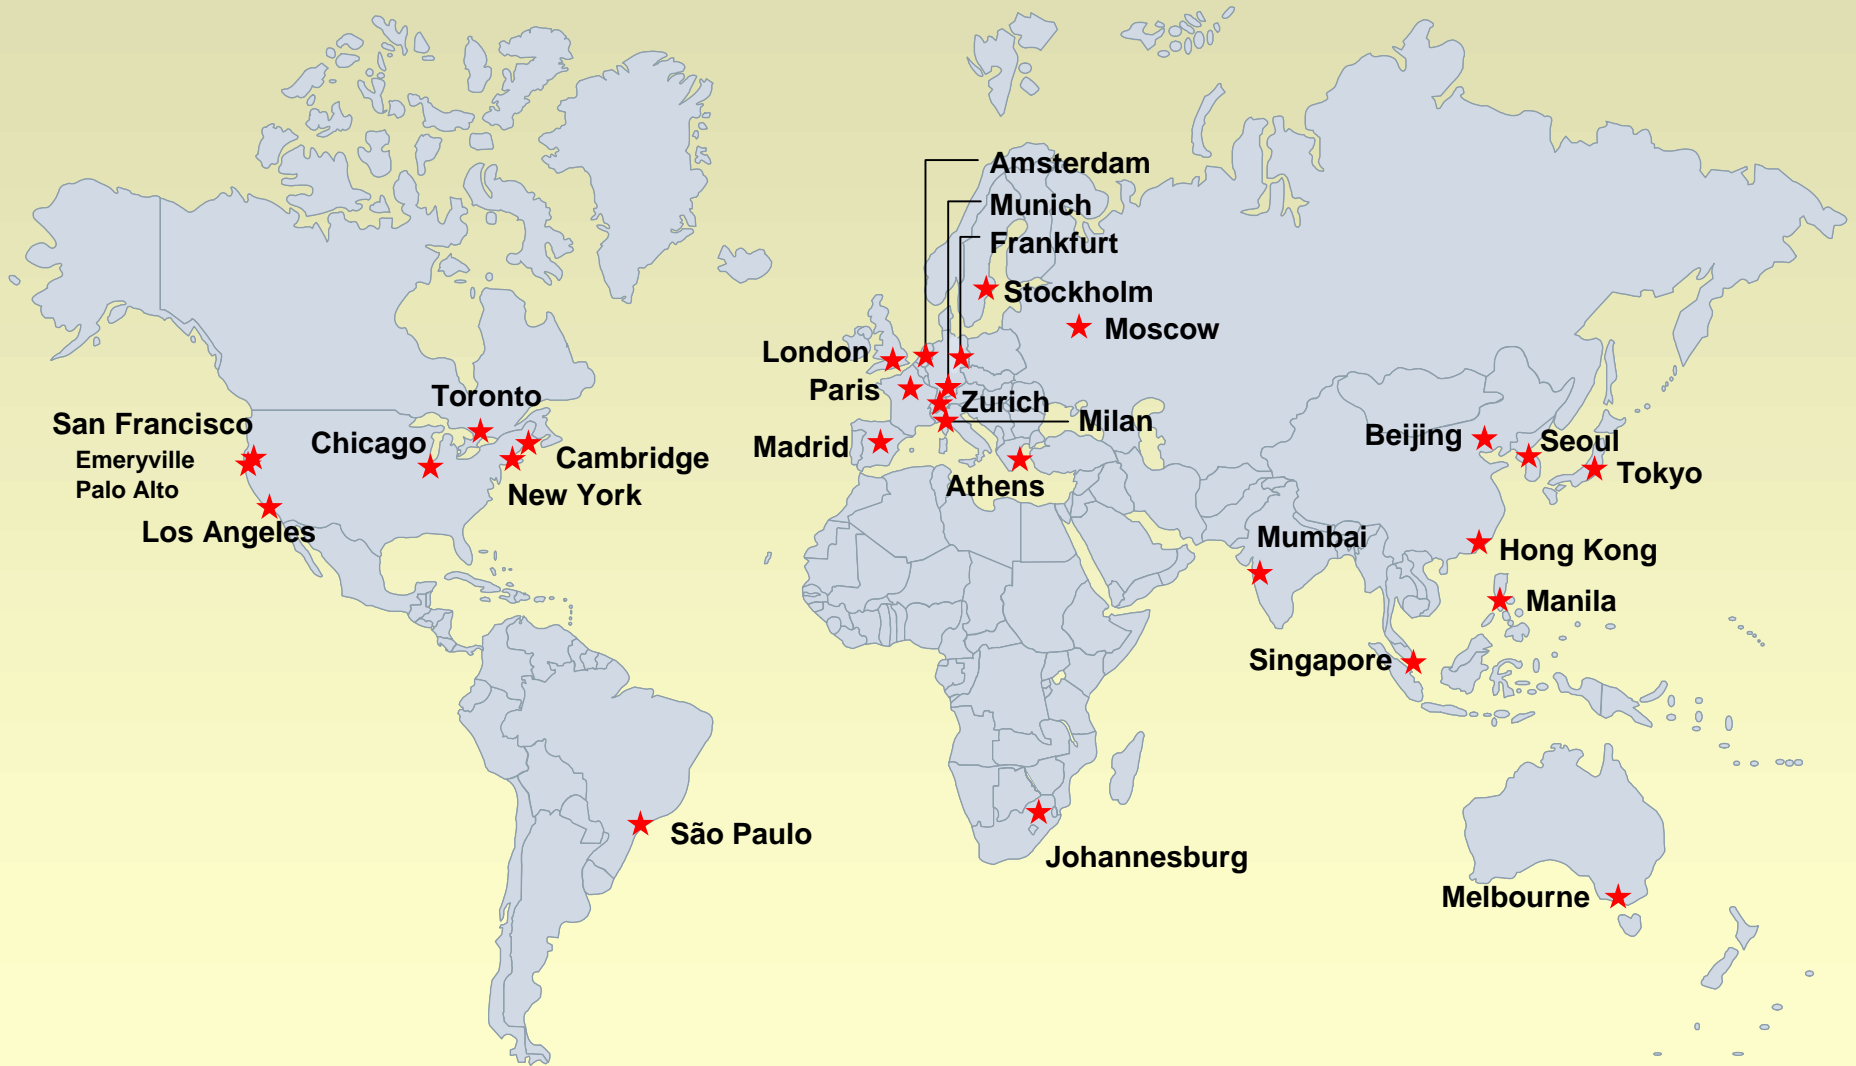 Amsterdam
Munich
Frankfurt
Stockholm
Moscow
London
Paris
Zurich
Milan
Madrid
Athens
Toronto
San Francisco
Emeryville
Palo Alto
Chicago
Cambridge
New York
Los Angeles
Beijing
Seoul
Tokyo
Mumbai
Hong Kong
Manila
Singapore
São Paulo
Johannesburg
Melbourne